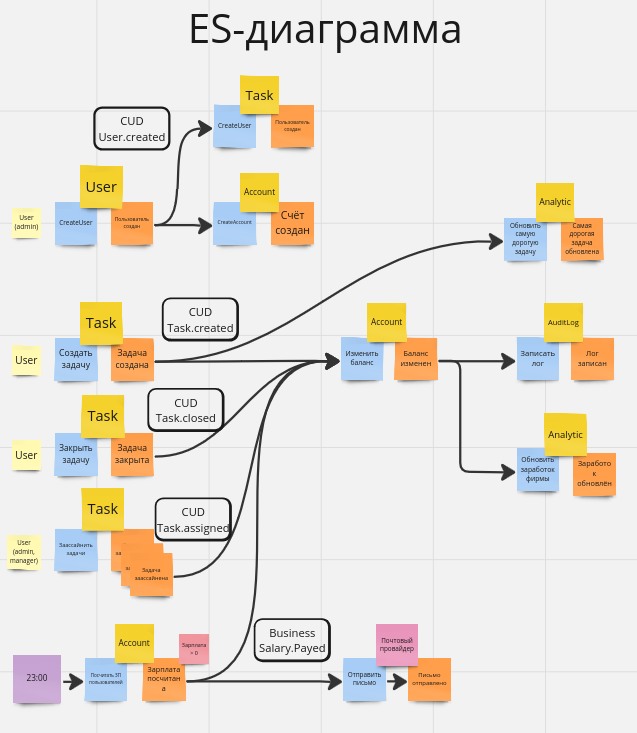 ES-диаграмма
Task
CUD
User.created
CreateUser
Пользователь
создан
User
Account
User
(admin)
CreateUser
Пользователь
создан
CreateAccount
Счёт
создан
Analytic
Обновить
самую
дорогую
задачу
Самая
дорогая
задача
обновлена
CUD
Task.created
Task
User
Создать
задачу
Задача
создана
Account
Изменить
баланс
Баланс
изменен
AuditLog
Записать
лог
Лог
записан
CUD
Task.closed
Task
User
Закрыть
задачу
Задача
закрыта
Analytic
Обновить
заработок
фирмы
Заработо
к
обновлён
CUD
Task.assigned
Task
User
(admin,
manager)
Заассайнить
задачи
Задача
заассайнена
Business
Salary.Payed
Account
Зарплата
> 0
23:00
Посчитать ЗП
пользователей
Зарплата
посчитан
а
Почтовый
провайдер
Отправить
письмо
Письмо
отправлено